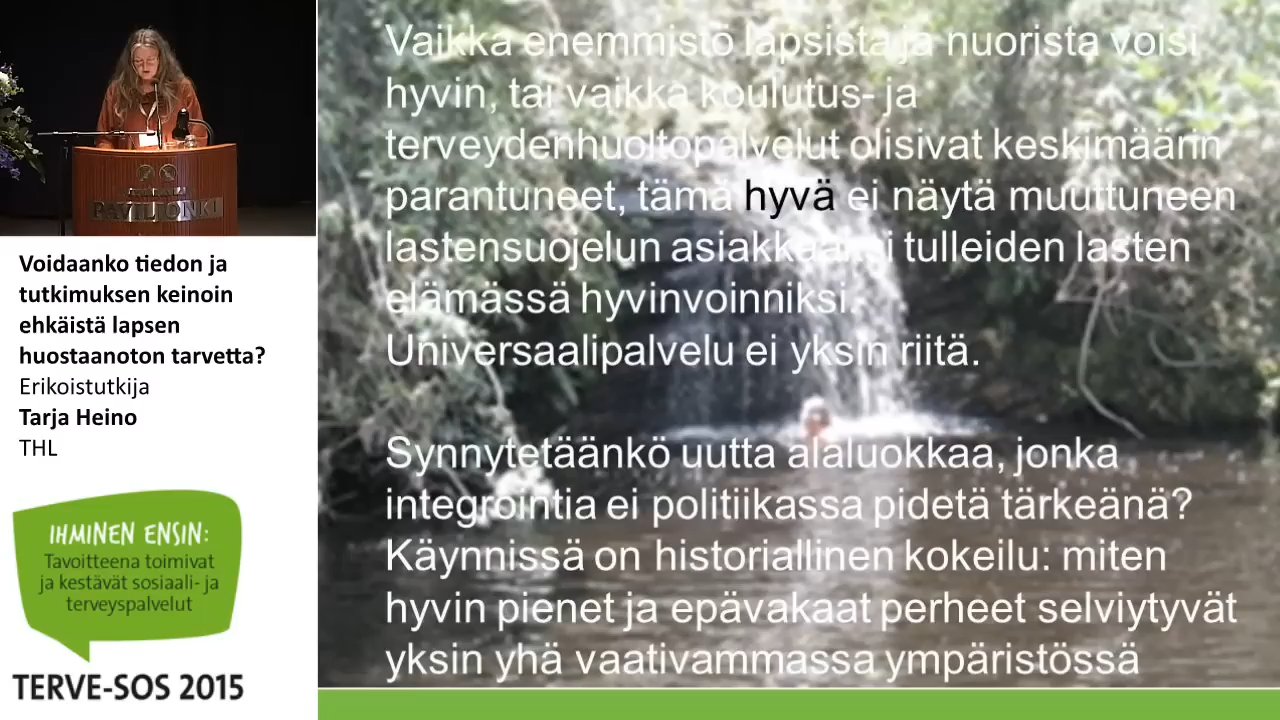 PAVILJONKI
Voidaanko tiedon ja
tutkimuksen keinoin
ehkäistä lapsen
huostaanoton tarvetta?
Erikoistutkija
Tarja Heino
THL
IHMINEN ENSIN:
Tavoitteena toimivat
ja kestävät sosiaali- ja
terveyspalvelut
TERVE-SOS 2015
Vaikka enemmistö lapsista ja nuorista voisi
hyvin, tai vaikka koulutus- ja
terveydenhuoltopalvelut olisivat keskimäärin
parantuneet, tämä hyvä ei näytä muuttuneen
lastensuojelun asiakkaaksi tulleiden lasten
elämässä hyvinvoinniksi.
Universaalipalvelu ei yksin riitä.
Synnytetäänkö uutta alaluokkaa, jonka
integrointia ei politiikassa pidetä tärkeänä?
Käynnissä on historiallinen kokeilu: miten
hyvin pienet ja epävakaat perheet selviytyvät
yksin yhä vaativammassa ympäristössä